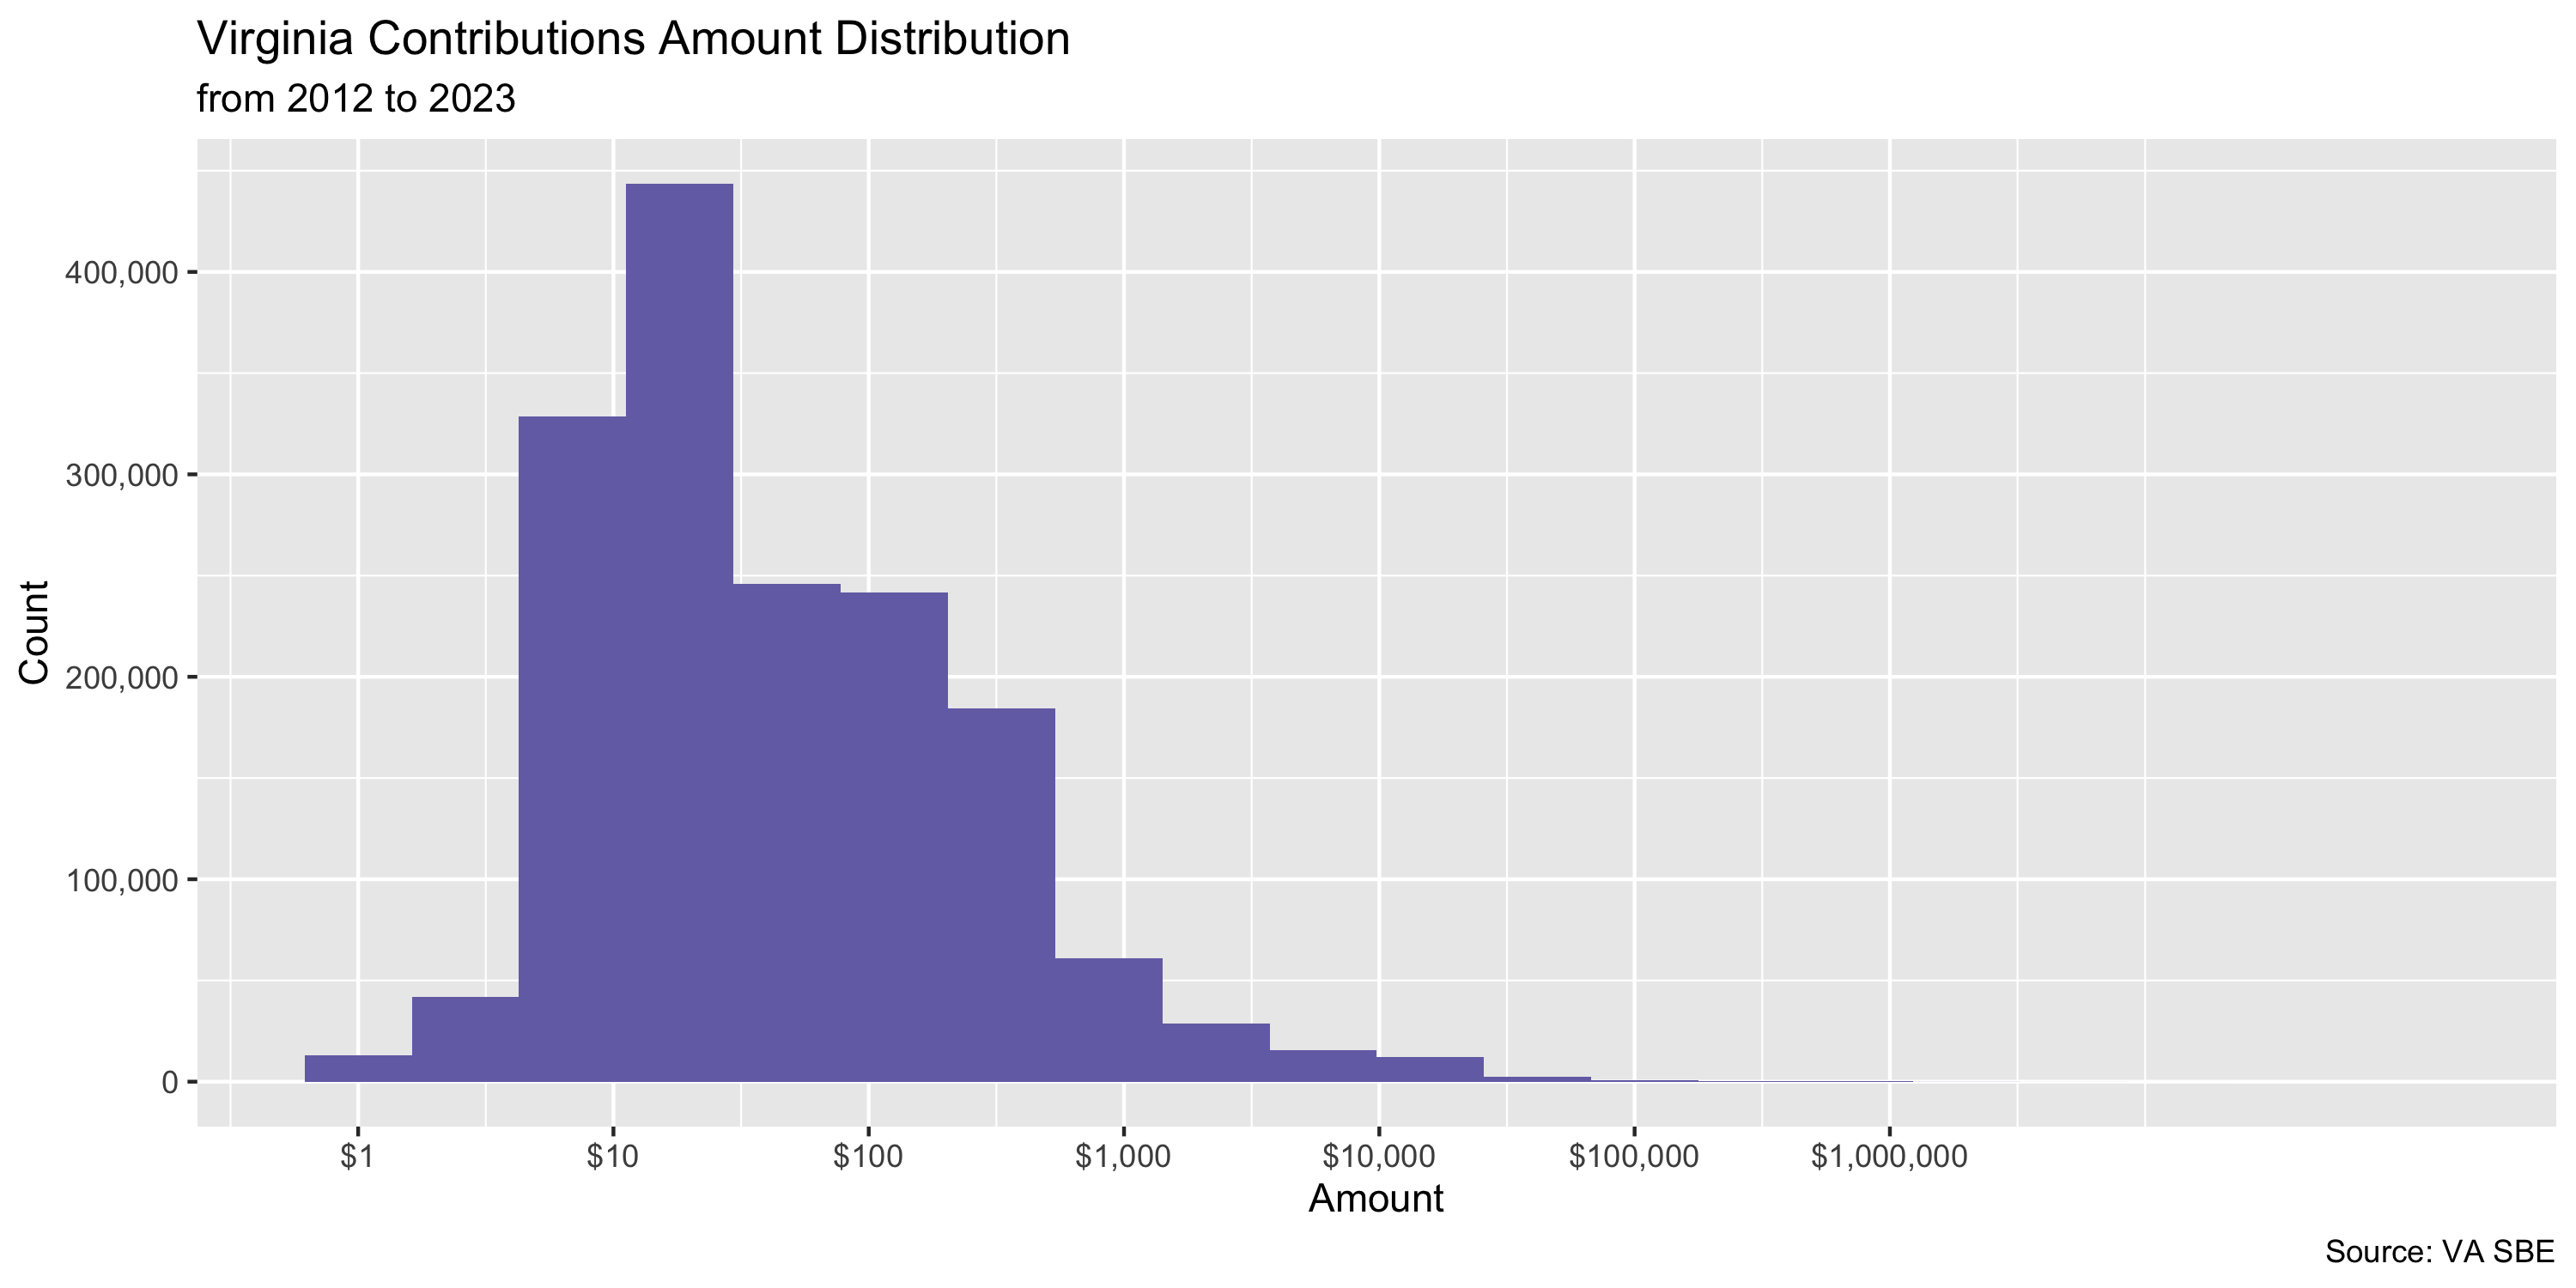 Virginia Contributions Amount Distribution
from 2012 to 2023
400,000
300,000
200,000
100,000
0
Count
$1 $10 $100 $1,000 $10,000 $100,000 $1,000,000
Amount
Source: VA SBE